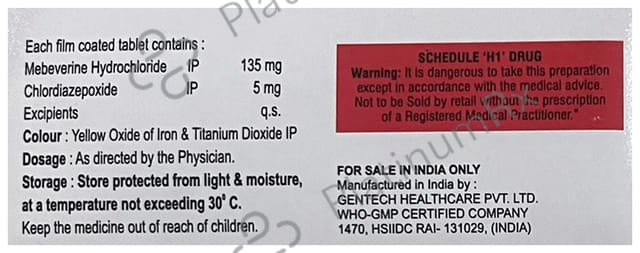 Each film coated tablet contains :
Mebeverine Hydrochloride IP 135 mg
Chlordiazepoxide IP 5 mg
Excipients q.s.
Colour : Yellow Oxide of Iron & Titanium Dioxide IP
Dosage : As directed by the Physician.
Storage : Store protected from light & moisture,
at a temperature not exceeding 30° C.
Keep the medicine out of reach of children.
SCHEDULE 'H1' DRUG
Warning: It is dangerous to take this preparation
except in accordance with the medical advice.
Not to be Sold by retail without the prescription
of a Registered Medical Practitioner."
FOR SALE IN INDIA ONLY
Manufactured in India by :
GENTECH HEALTHCARE PVT. LTD.
WHO-GMP CERTIFIED COMPANY
1470, HSIIDC RAI- 131029, (INDIA)
PlatinumRx